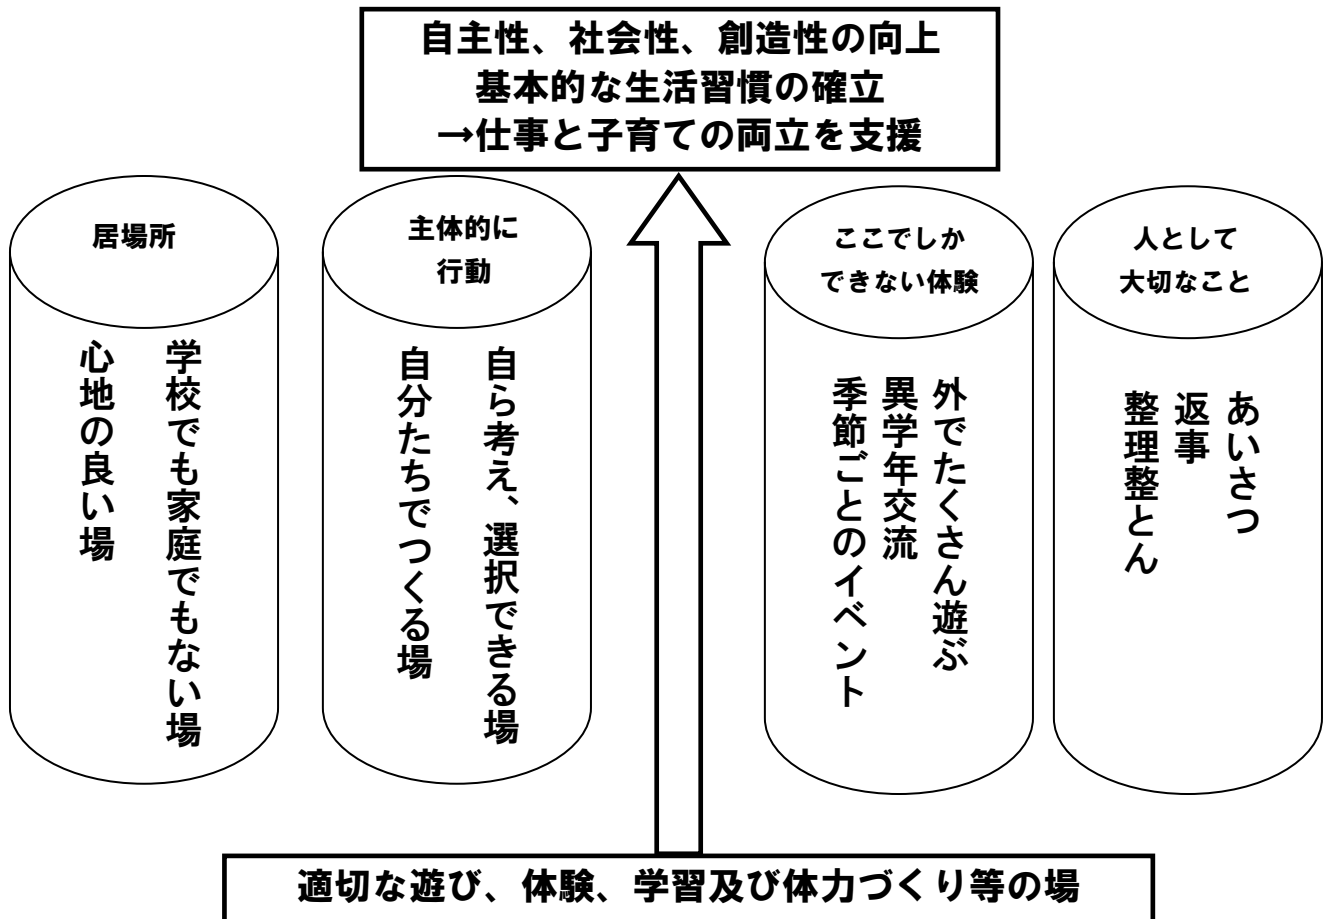 自主性、社会性、創造性の向上
基本的な生活習慣の確立
→仕事と子育ての両立を支援
居場所
学校でも家庭でもない場
心地の良い場
主体的に
行動
自ら考え、選択できる場
自分たちでつくる場
ここでしか
できない体験
外でたくさん遊ぶ
異学年交流
季節ごとのイベント
人として
大切なこと
あいさつ
返事
整理整とん
適切な遊び、体験、学習及び体力づくり等の場